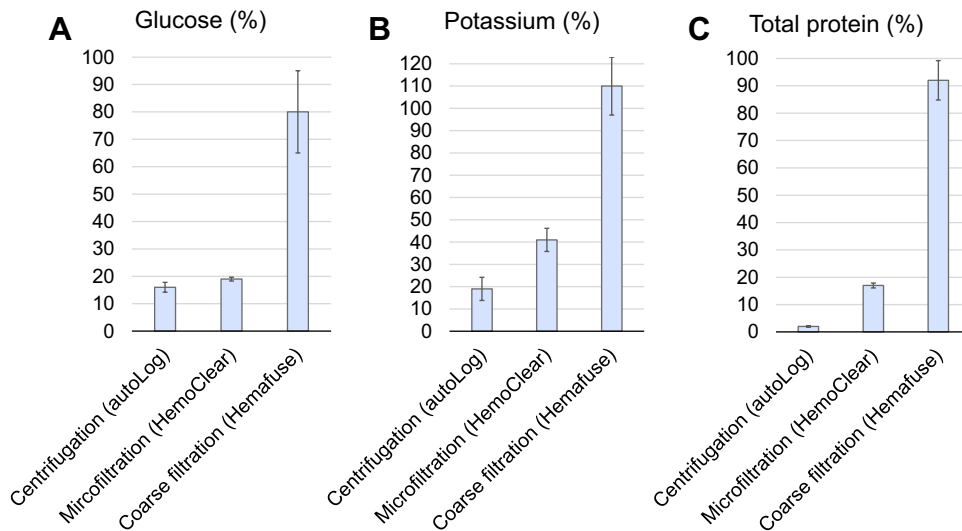 A Glucose (%)
100
90
80
70
60
50
40
30
20
10
0
Centrifugation (autoLog)
Mircofiltration (HemoClear)
Coarse filtration (Hemafuse)
B Potassium (%)
120
110
100
90
80
70
60
50
40
30
20
10
0
Centrifugation (autoLog)
Microfiltration (HemoClear)
Coarse filtration (Hemafuse)
C Total protein (%)
100
90
80
70
60
50
40
30
20
10
0
Centrifugation (autoLog)
Microfiltration (HemoClear)
Coarse filtration (Hemafuse)